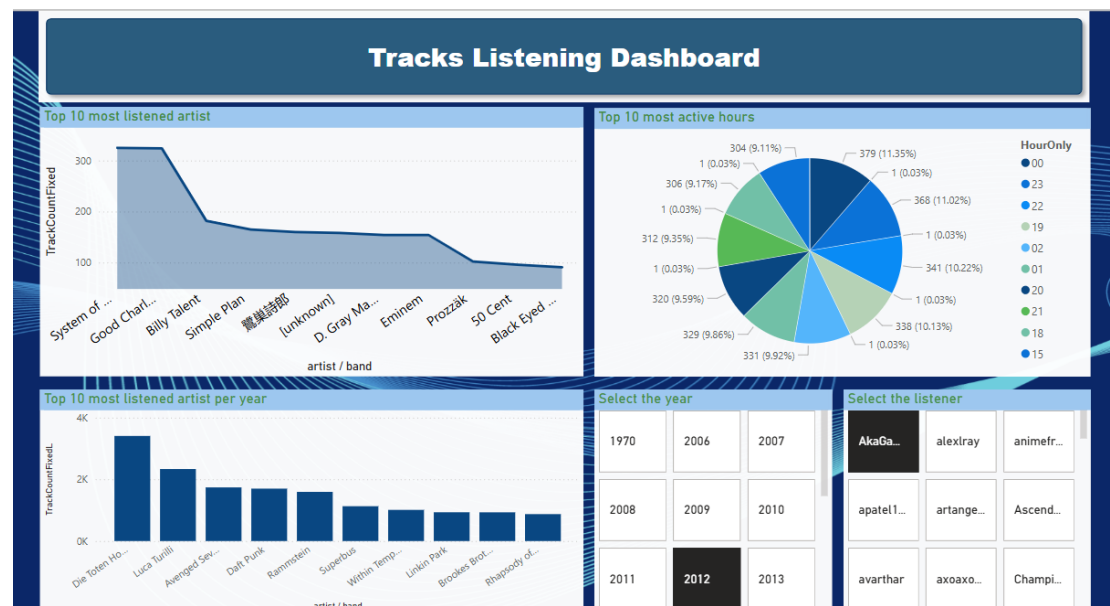 Tracks Listening Dashboard
Top 10 most listened artist
TrackCountFixed
300
200
100
System of ...
Good Charl...
Billy Talent
Simple Plan
鷺巣詩郎
[unknown]
D. Gray Ma...
Eminem
Prozzäk
50 Cent
Black Eyed ...
artist / band
Top 10 most active hours
304 (9.11%)
379 (11.35%)
1 (0.03%)
1 (0.03%)
306 (9.17%)
368 (11.02%)
1 (0.03%)
312 (9.35%)
1 (0.03%)
1 (0.03%)
341 (10.22%)
320 (9.59%)
1 (0.03%)
329 (9.86%)
338 (10.13%)
1 (0.03%)
331 (9.92%)
HourOnly
00
23
22
19
02
01
20
21
18
15
Top 10 most listened artist per year
TrackCountFixedL
4K
2K
0K
Die Toten Ho...
Luca Turilli
Avenged Sev...
Daft Punk
Rammstein
Superbus
Within Temp...
Linkin Park
Brookes Brot...
Rhapsody of...
artist / band
Select the year
1970 2006 2007
2008 2009 2010
2011 2012 2013
Select the listener
AkaGa... alexlray animefr...
apatel1... artange... Ascend...
avarthar axoaxo... Champi...